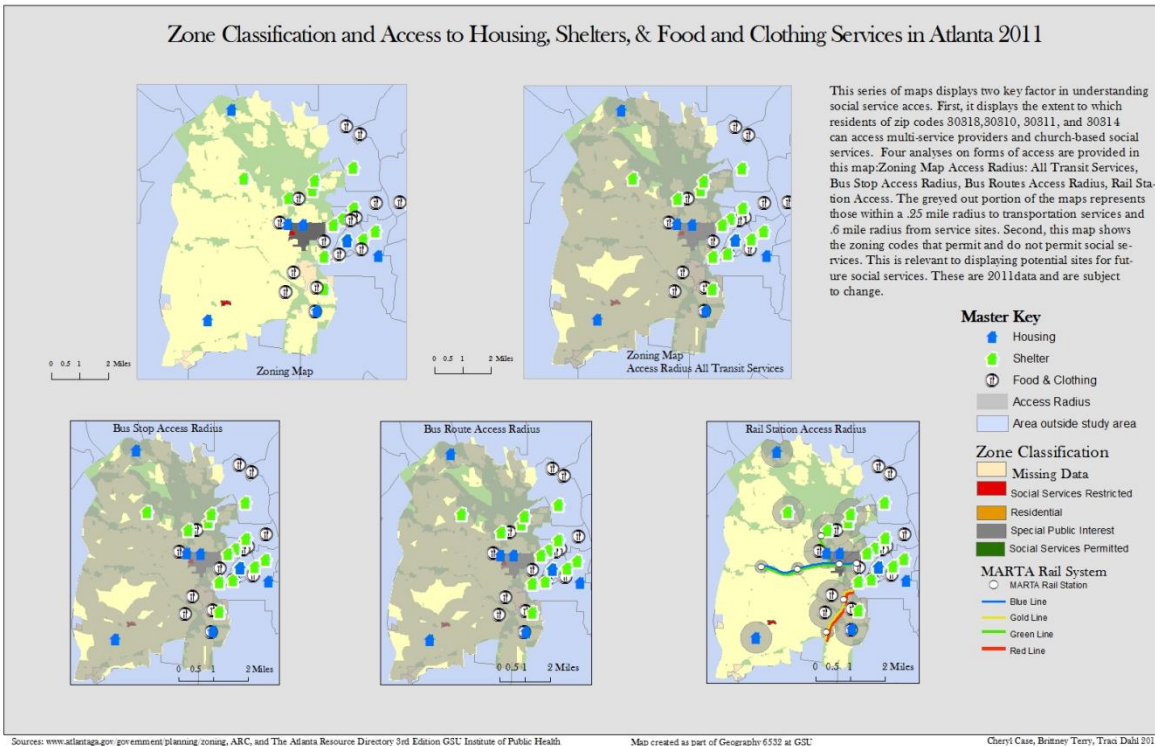 Zone Classification and Access to Housing, Shelters, & Food and Clothing Services in Atlanta 2011
This series of maps displays two key factor in understanding
social service acces. First, it displays the extent to which
residents of zip codes 30318,30310, 30311, and 30314
can access multi-service providers and church-based social
services. Four analyses on forms of access are provided in
this map:Zoning Map Access Radius: All Transit Services,
Bus Stop Access Radius, Bus Routes Access Radius, Rail Sta-
tion Access. The greyed out portion of the maps represents
those within a .25 mile radius to transportation services and
.6 mile radius from service sites. Second, this map shows
the zoning codes that permit and do not permit social se-
vices. This is relevant to displaying potential sites for fut-
ure social services. These are 2011data and are subject
to change.
0 0.5 1 2 Miles
Zoning Map
0 0.5 1 2 Miles
Zoning Map
Access Radius All Transit Services
Master Key
Housing
Shelter
Food & Clothing
Access Radius
Area outside study area
Zone Classification
Missing Data
Social Services Restricted
Residential
Special Public Interest
Social Services Permitted
MARTA Rail System
MARTA Rail Station
Blue Line
Gold Line
Green Line
Red Line
Bus Stop Access Radius
0 0.5 1 2 Miles
Bus Route Access Radius
0 0.5 1 2 Miles
Rail Station Access Radius
0 0.5 1 2 Miles
Sources: www.atlantaga.gov/government/planning/zoning, ARC, and The Atlanta Resource Directory 3rd Edition GSU Institute of Public Health
Map created as part of Geography 6532 at GSU
Cheryl Case, Brittney Terry, Traci Dahl